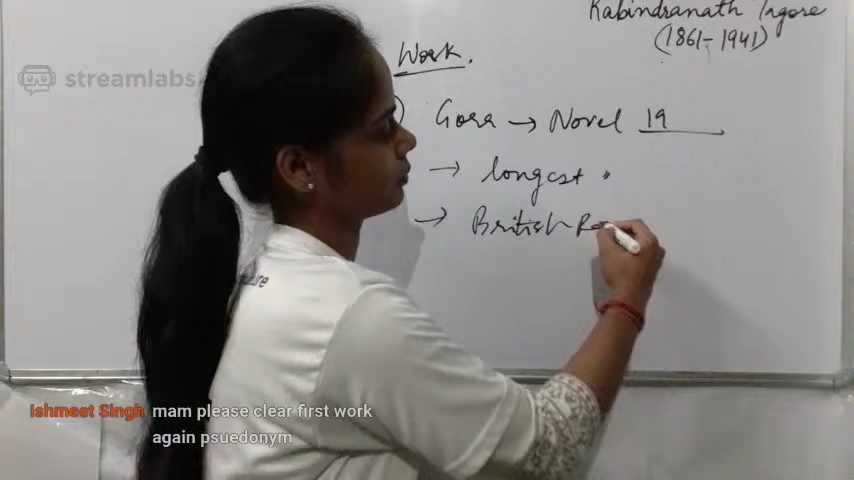 Rabindranath Tagore
(1861-1941)
streamlabs
Work.
) Gora → Novel 19
→ longest "
→ British R
Ishmeet Singh mam please clear first work
again psuedonym